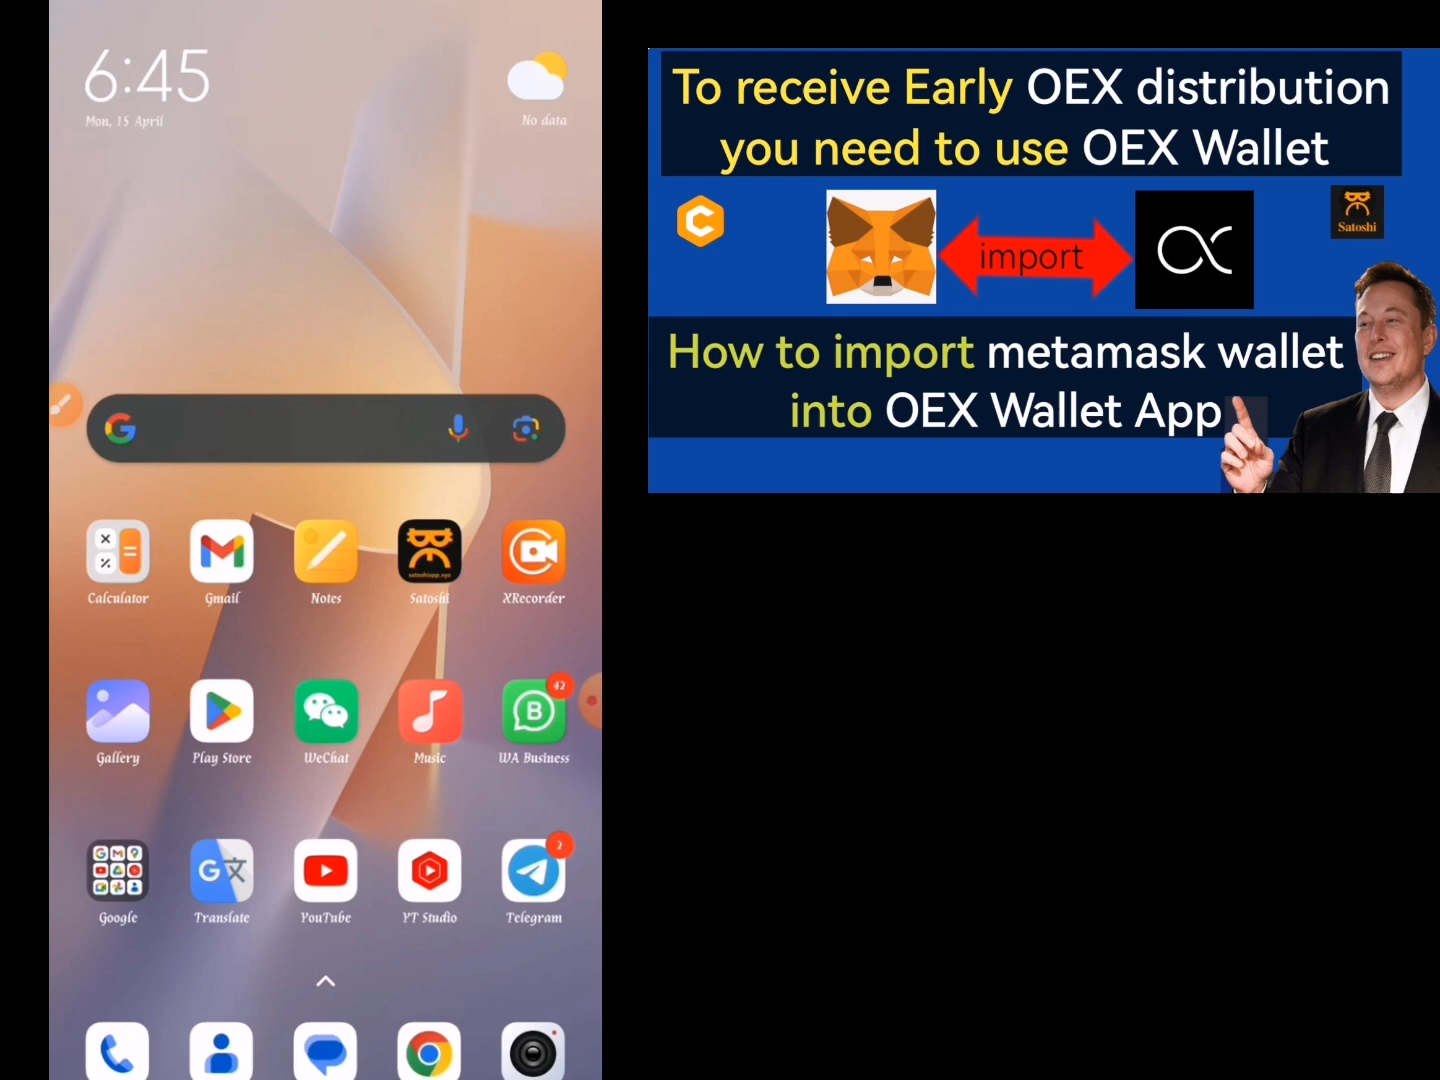 6:45
Mon, 15 April
No data
Calculator
Gmail
Notes
satoshiapp.xyz
Satoshi
XRecorder
Gallery
Play Store
WeChat
Music
42
WA Business
Google
Translate
YouTube
YT Studio
2
Telegram
To receive Early OEX distribution
you need to use OEX Wallet
import
Satoshi
How to import metamask wallet
into OEX Wallet App